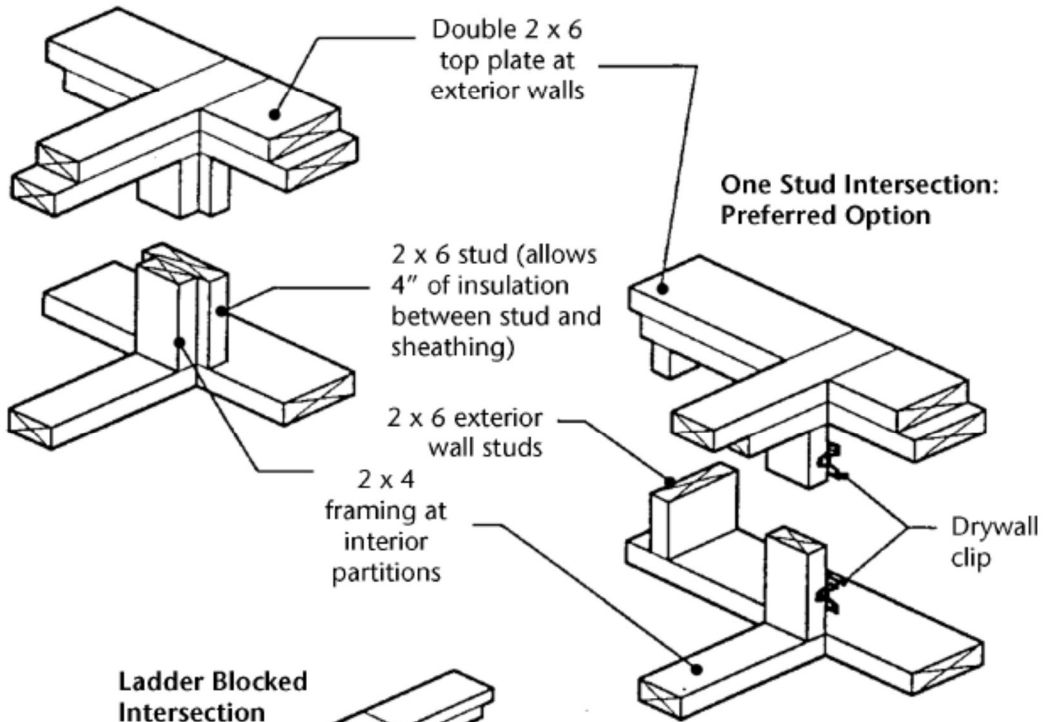 Double 2 x 6
top plate at
exterior walls
One Stud Intersection:
Preferred Option
2 x 6 stud (allows
4” of insulation
between stud and
sheathing)
2 x 6 exterior
wall studs
2 x 4
framing at
interior
partitions
Drywall
clip
Ladder Blocked
Intersection